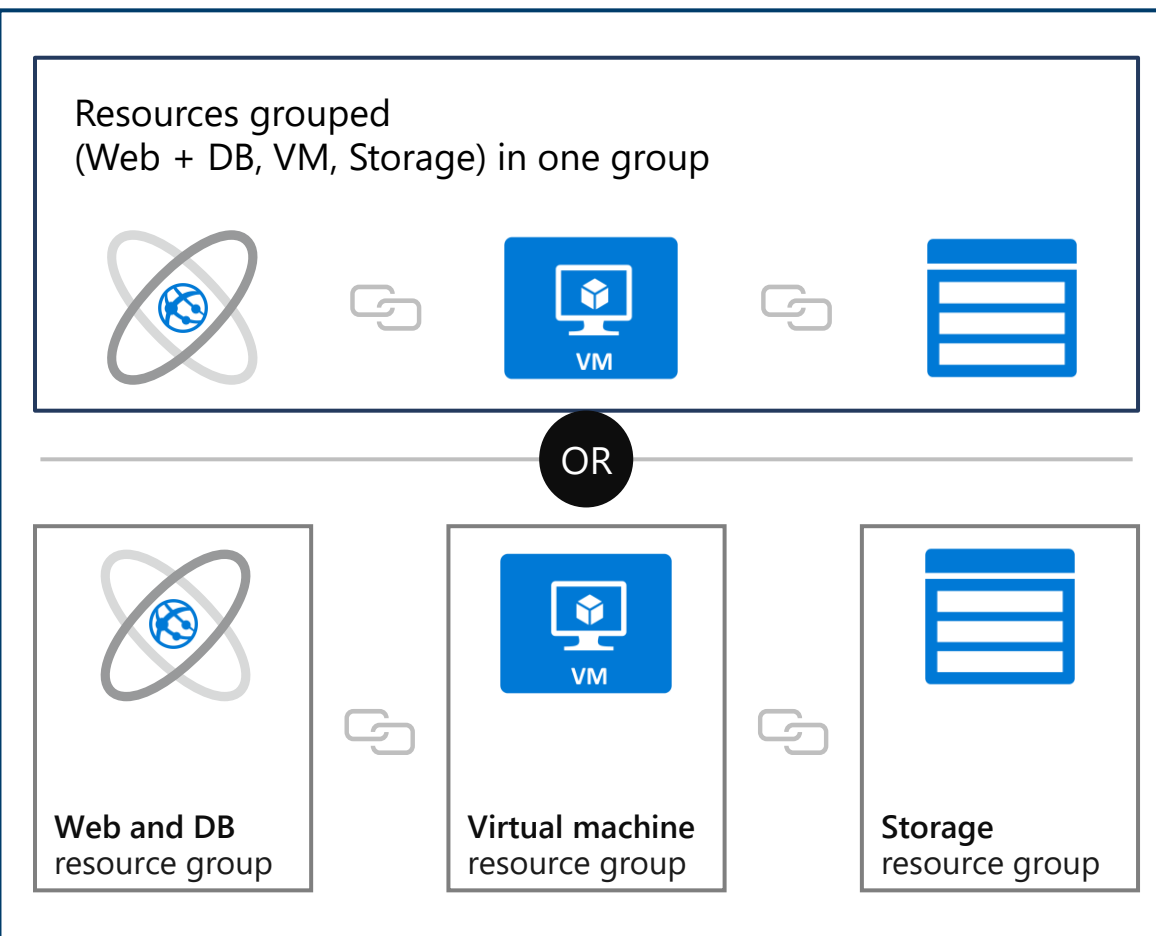 Resources grouped
(Web + DB, VM, Storage) in one group
VM
OR
VM
Web and DB
resource group
Virtual machine
resource group
Storage
resource group